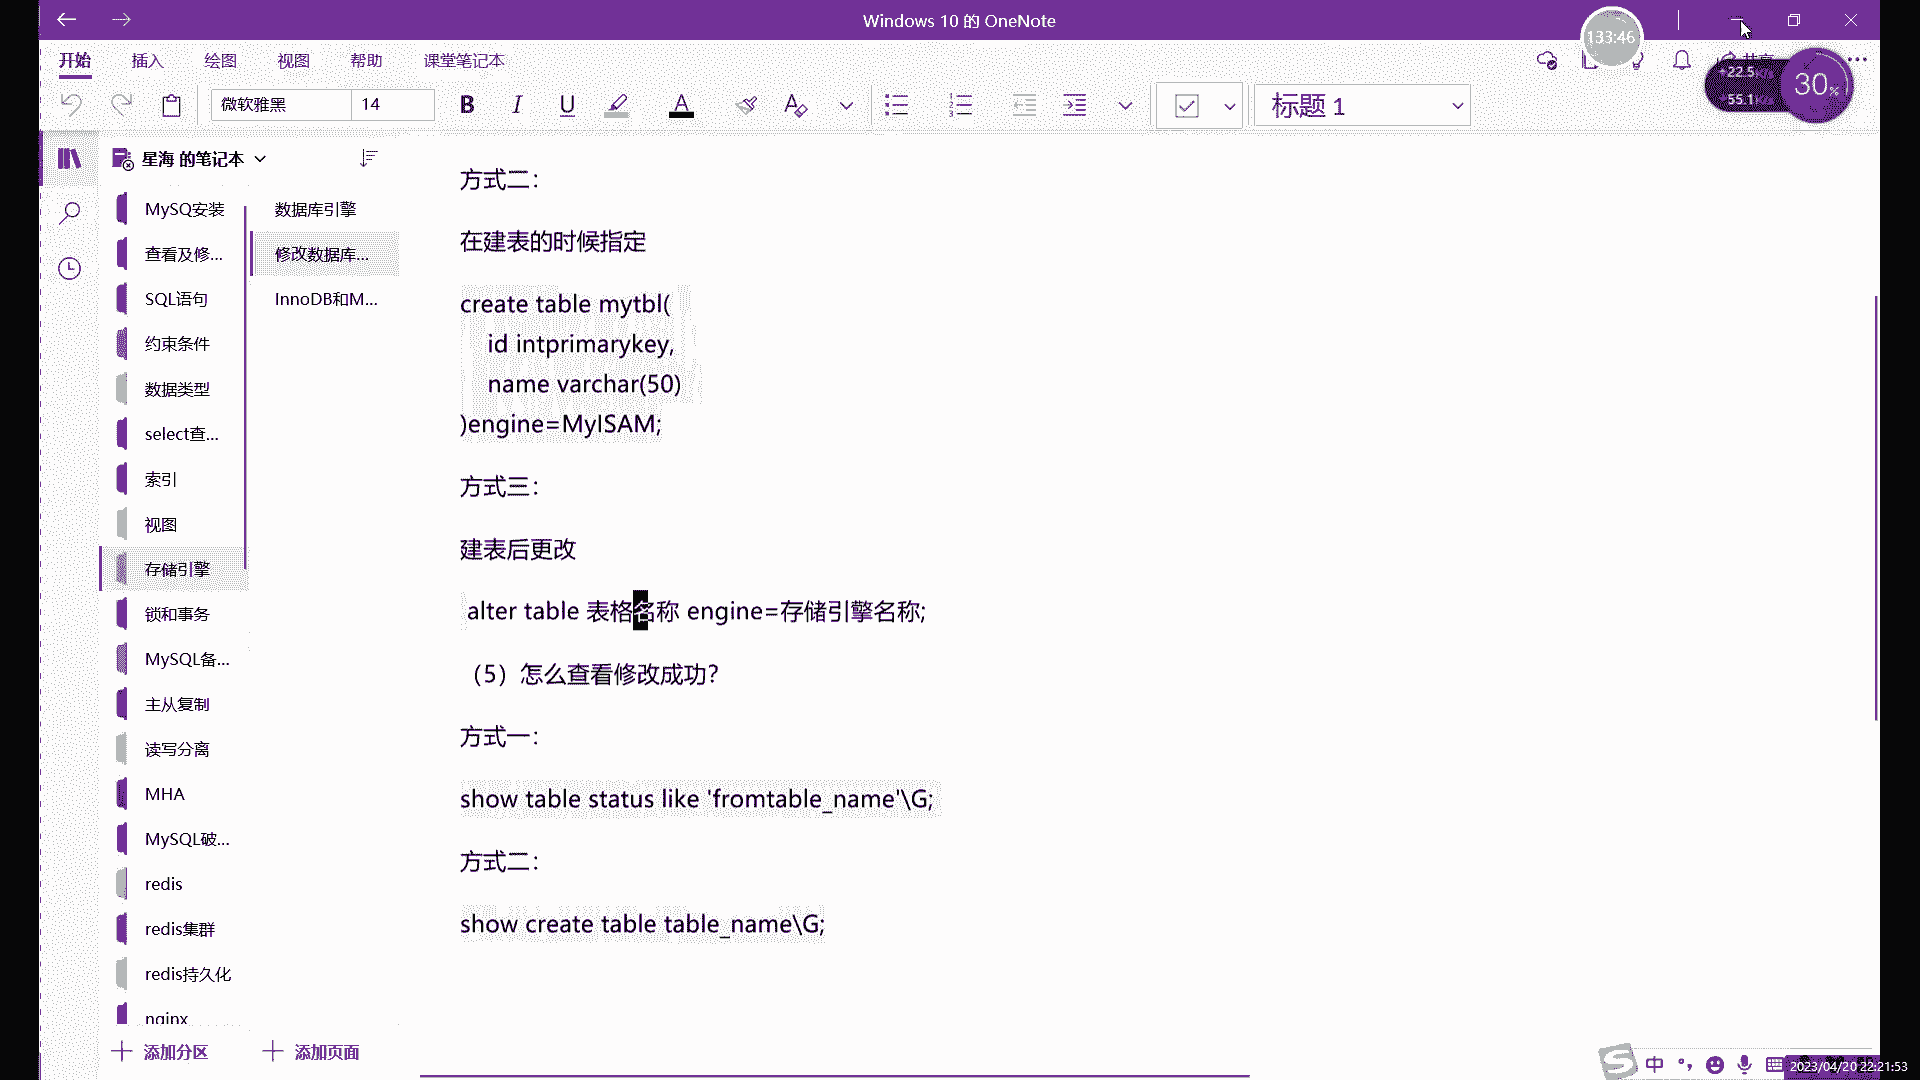 Windows 10 的 OneNote
133:46
开始 插入 绘图 视图 帮助 课堂笔记本
共享
22.5
55.1
30%
微软雅黑 14 B I U A 标题 1
星海 的笔记本
MySQ安装
查看及修...
SQL语句
约束条件
数据类型
select查...
索引
视图
存储引擎
锁和事务
MySQL备...
主从复制
读写分离
MHA
MySQL破...
redis
redis集群
redis持久化
nginx
添加分区
数据库引擎
修改数据库...
InnoDB和M...
添加页面
方式二：
在建表的时候指定
create table mytbl(
id intprimarykey,
name varchar(50)
)engine=MyISAM;
方式三：
建表后更改
alter table 表格名称 engine=存储引擎名称;
（5）怎么查看修改成功？
方式一：
show table status like 'fromtable_name'\G;
方式二：
show create table table_name\G;
中
2023/04/20 22:21:53